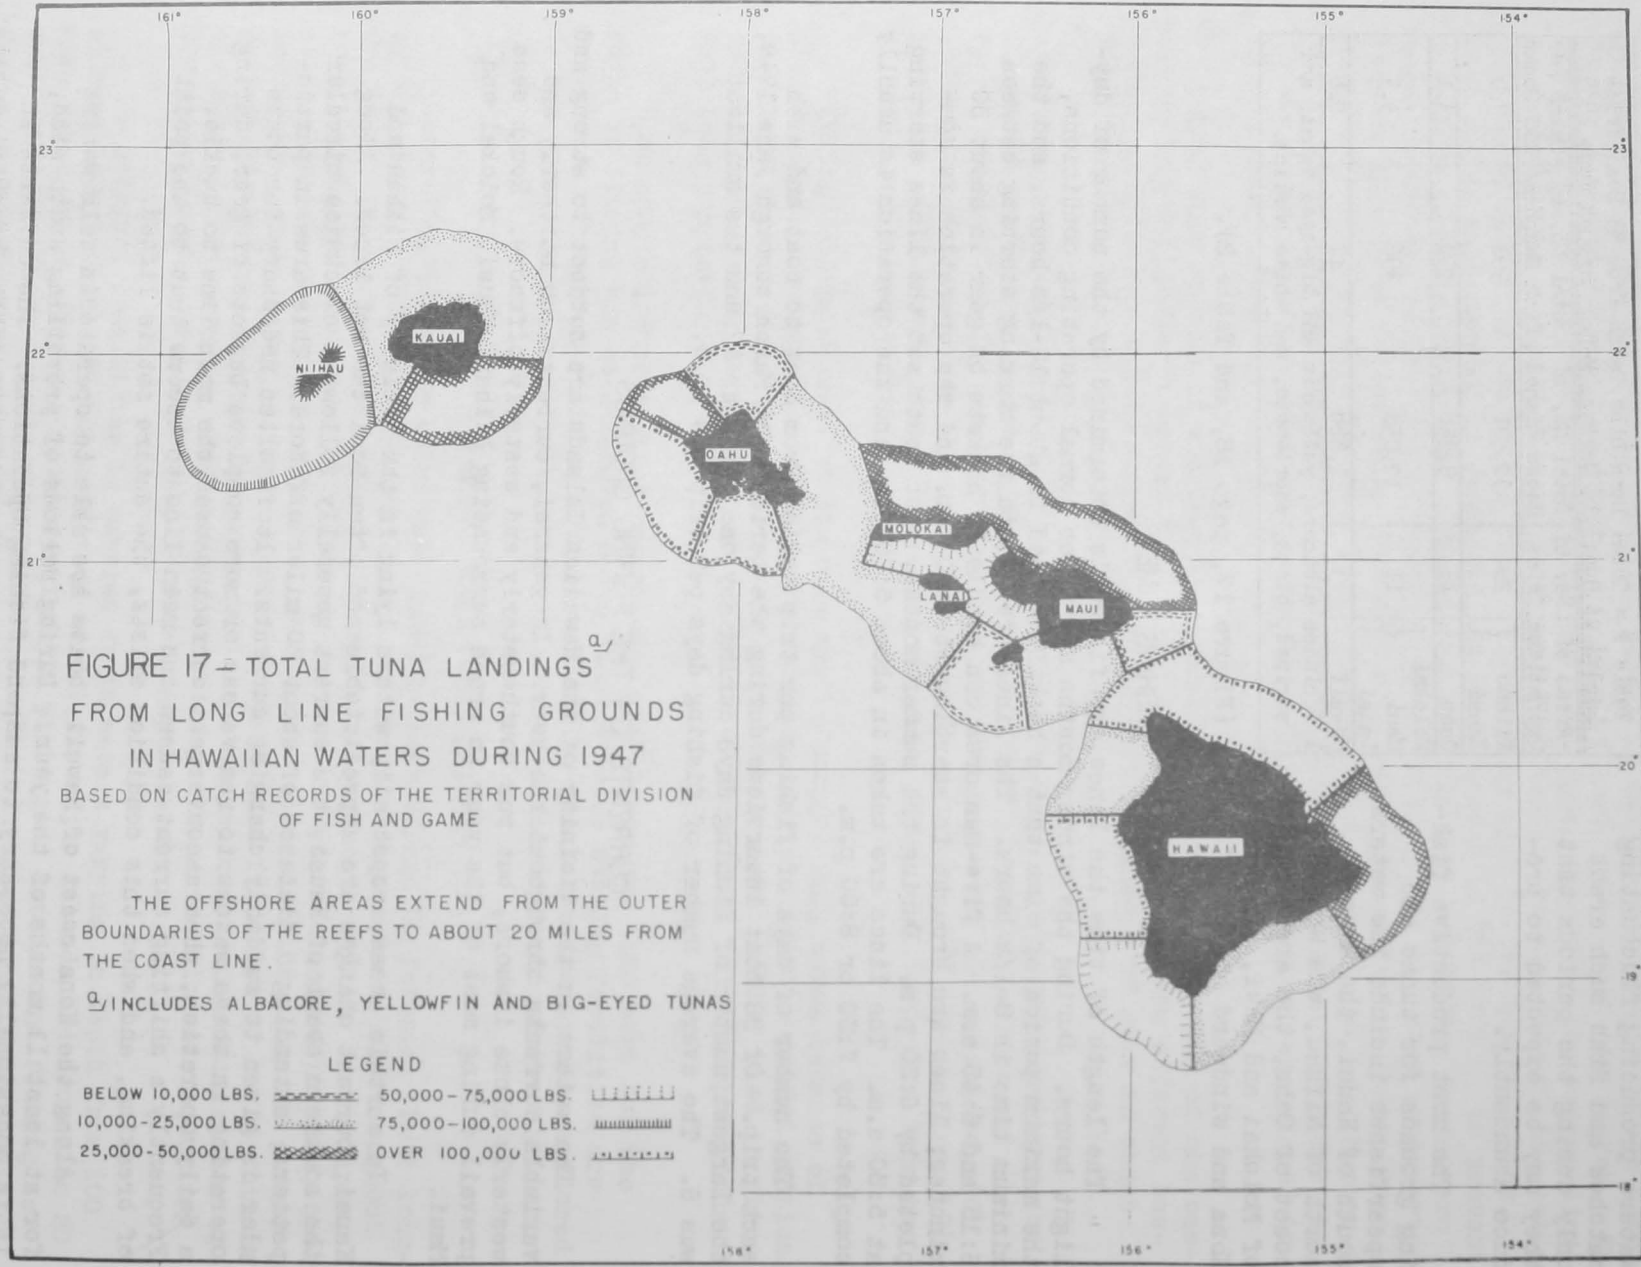 161° 160° 159° 158° 157° 156° 155° 154°
23° 23°
22° 22°
KAUAI
NIIHAU
OAHU
MOLOKAI
21° 21°
LANAI
MAUI
FIGURE 17— TOTAL TUNA LANDINGS a/
FROM LONG LINE FISHING GROUNDS
IN HAWAIIAN WATERS DURING 1947
BASED ON CATCH RECORDS OF THE TERRITORIAL DIVISION
OF FISH AND GAME
20°
HAWAII
THE OFFSHORE AREAS EXTEND FROM THE OUTER
BOUNDARIES OF THE REEFS TO ABOUT 20 MILES FROM
THE COAST LINE.
19°
a/ INCLUDES ALBACORE, YELLOWFIN AND BIG-EYED TUNAS
LEGEND
BELOW 10,000 LBS. 50,000-75,000 LBS.
10,000-25,000 LBS. 75,000-100,000 LBS.
25,000-50,000 LBS. OVER 100,000 LBS.
18°
158° 157° 156° 155° 154°